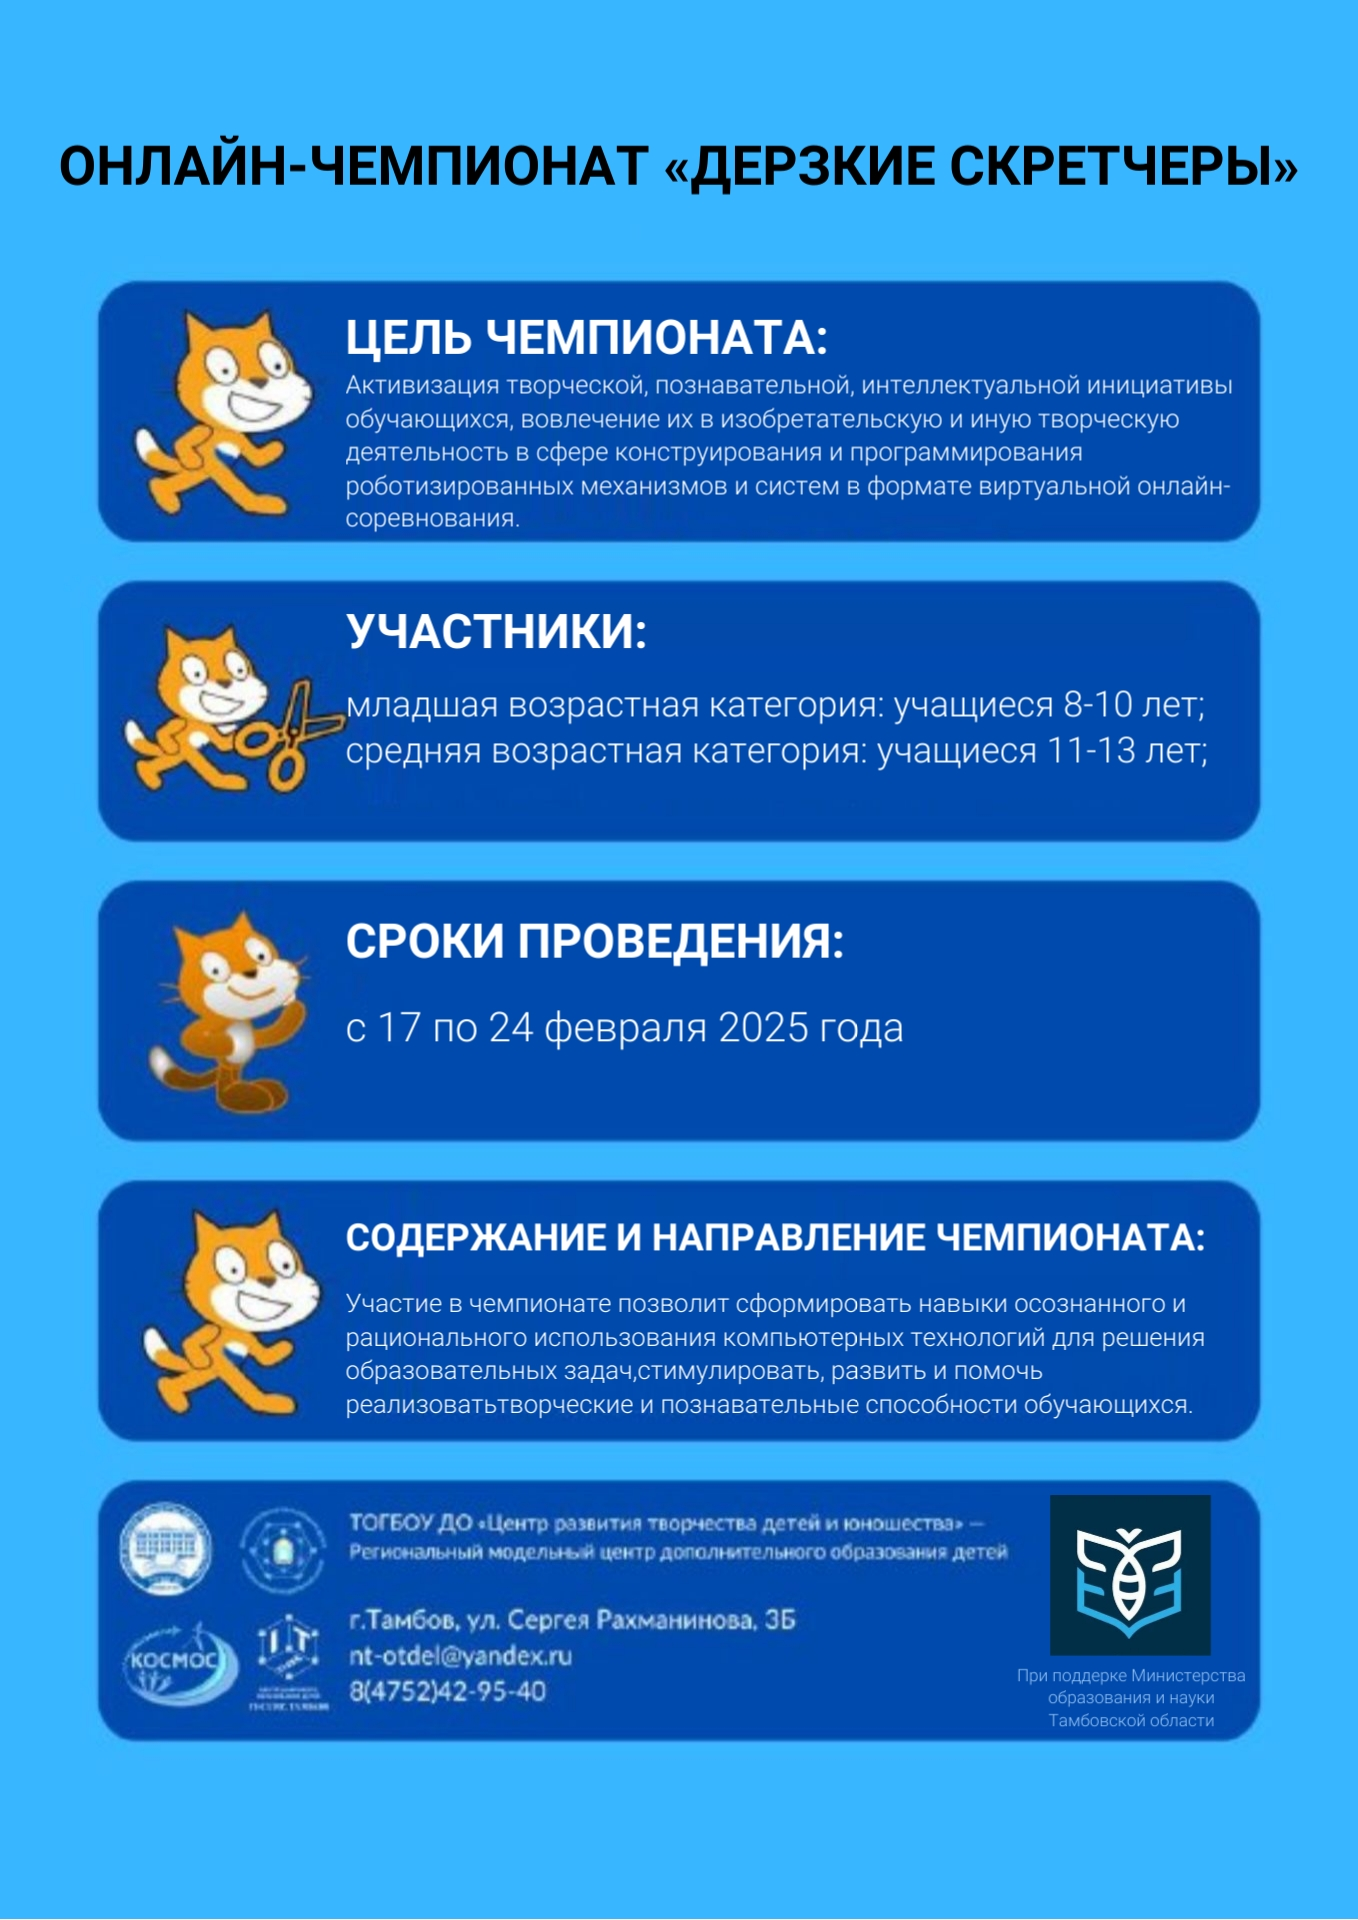 ОНЛАЙН-ЧЕМПИОНАТ «ДЕРЗКИЕ СКРЕТЧЕРЫ»
ЦЕЛЬ ЧЕМПИОНАТА:
Активизация творческой, познавательной, интеллектуальной инициативы
обучающихся, вовлечение их в изобретательскую и иную творческую
деятельность в сфере конструирования и программирования
роботизированных механизмов и систем в формате виртуальной онлайн-
соревнования.
УЧАСТНИКИ:
младшая возрастная категория: учащиеся 8-10 лет;
средняя возрастная категория: учащиеся 11-13 лет;
СРОКИ ПРОВЕДЕНИЯ:
с 17 по 24 февраля 2025 года
СОДЕРЖАНИЕ И НАПРАВЛЕНИЕ ЧЕМПИОНАТА:
Участие в чемпионате позволит сформировать навыки осознанного и
рационального использования компьютерных технологий для решения
образовательных задач,стимулировать, развить и помочь
реализоватьтворческие и познавательные способности обучающихся.
ТОГБОУ ДО «Центр развития творчества детей и юношества» —
Региональный модельный центр дополнительного образования детей
г.Тамбов, ул. Сергея Рахманинова, 3Б
nt-otdel@yandex.ru
8(4752)42-95-40
КОСМОС
При поддержке Министерства
образования и науки
Тамбовской области